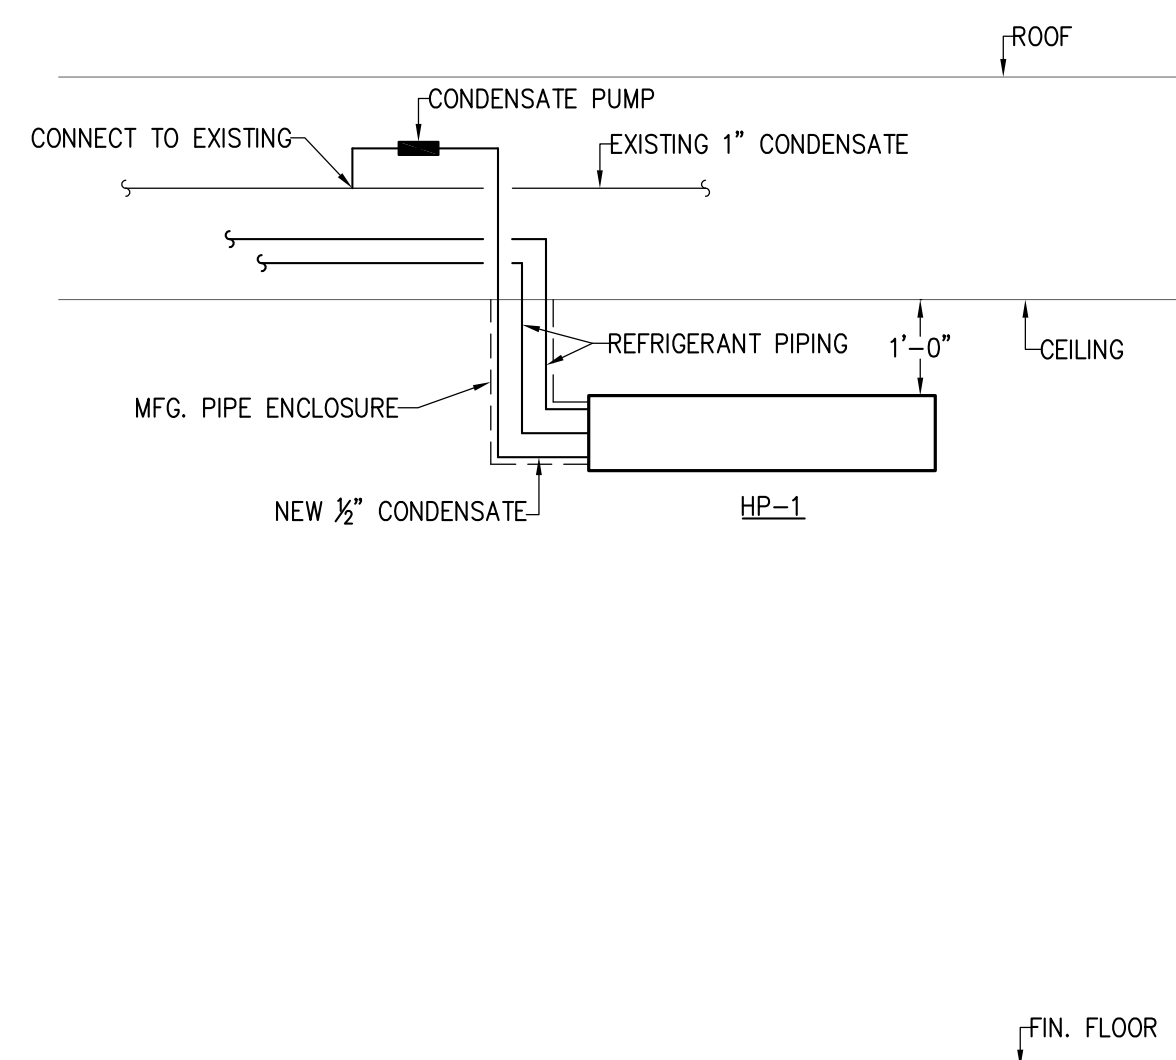 ROOF
CONDENSATE PUMP
CONNECT TO EXISTING
EXISTING 1" CONDENSATE
REFRIGERANT PIPING
1'-0"
CEILING
MFG. PIPE ENCLOSURE
NEW ½" CONDENSATE
HP-1
FIN. FLOOR